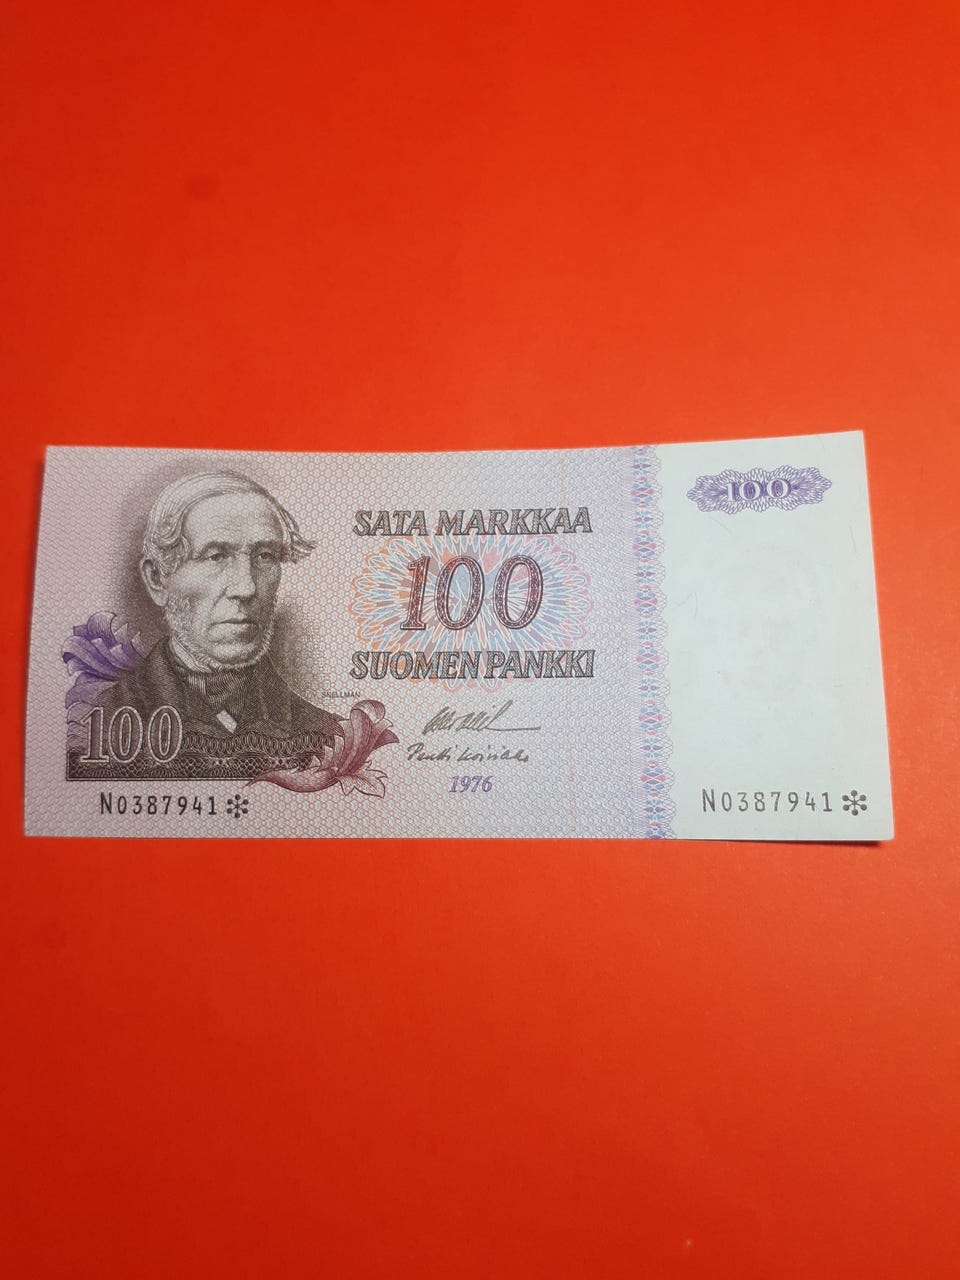 100
SATA MARKKAA
100
SUOMEN PANKKI
SNELLMAN
100
1976
N0387941*
N0387941*